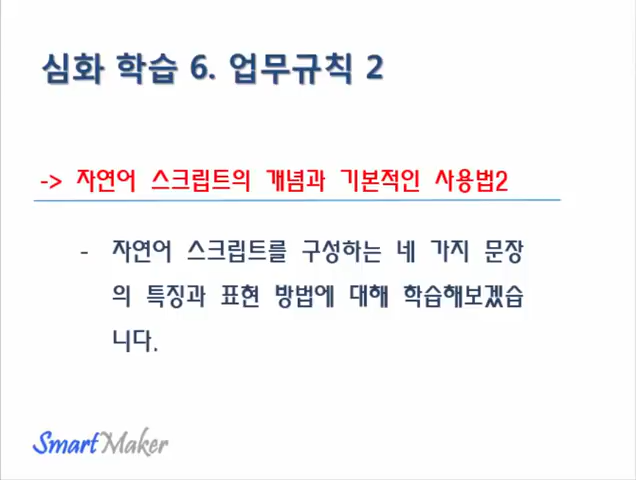 심화 학습 6. 업무규칙 2
-> 자연어 스크립트의 개념과 기본적인 사용법2
- 자연어 스크립트를 구성하는 네 가지 문장
의 특징과 표현 방법에 대해 학습해보겠습
니다.
SmartMaker